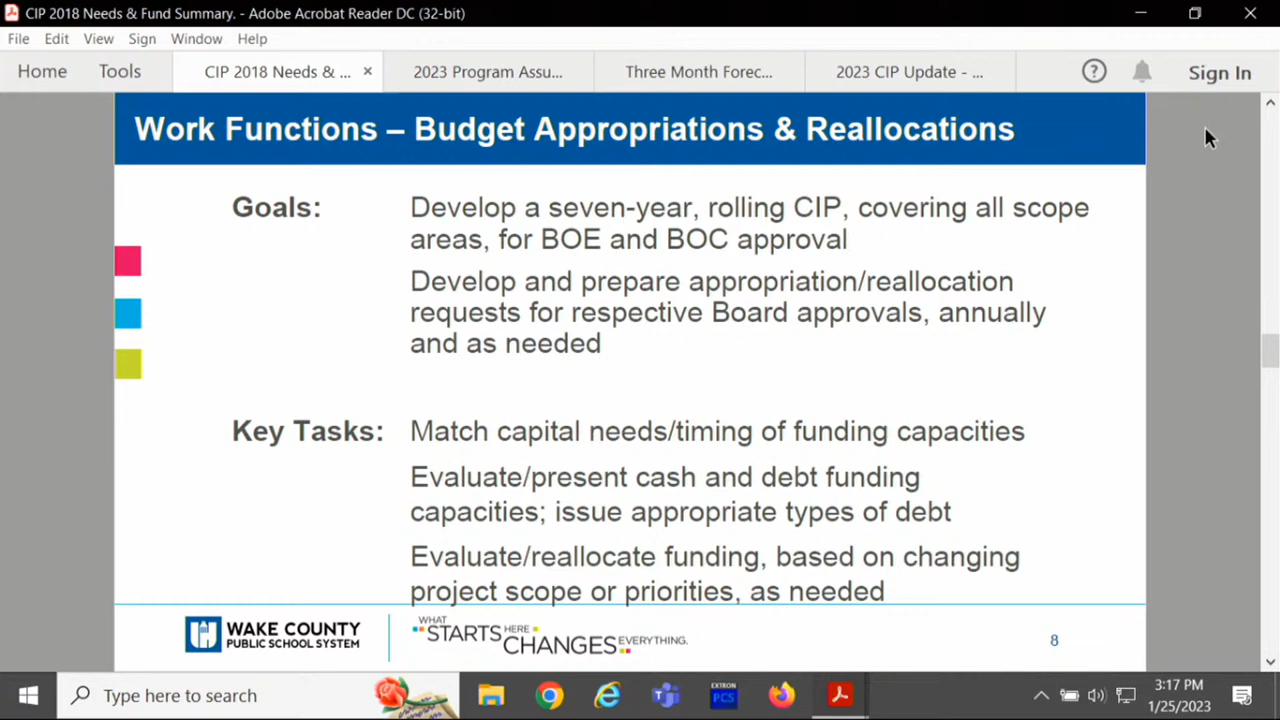 CIP 2018 Needs & Fund Summary. - Adobe Acrobat Reader DC (32-bit)
File Edit View Sign Window Help
Home Tools CIP 2018 Needs & ... × 2023 Program Assu... Three Month Forec... 2023 CIP Update - ... ? Sign In
Work Functions – Budget Appropriations & Reallocations
Goals: Develop a seven-year, rolling CIP, covering all scope
areas, for BOE and BOC approval
Develop and prepare appropriation/reallocation
requests for respective Board approvals, annually
and as needed
Key Tasks: Match capital needs/timing of funding capacities
Evaluate/present cash and debt funding
capacities; issue appropriate types of debt
Evaluate/reallocate funding, based on changing
project scope or priorities, as needed
WAKE COUNTY
PUBLIC SCHOOL SYSTEM
WHAT
STARTS HERE
CHANGES EVERYTHING.
8
Type here to search
EXTRON
PCS
3:17 PM
1/25/2023